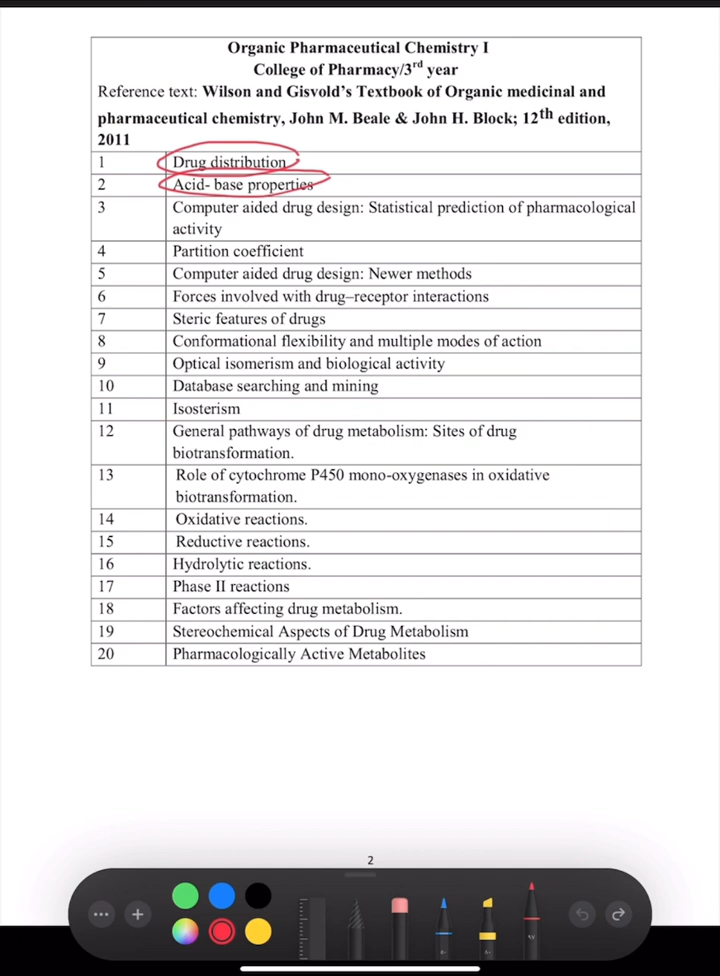 Organic Pharmaceutical Chemistry I
College of Pharmacy/3rd year
Reference text: Wilson and Gisvold's Textbook of Organic medicinal and
pharmaceutical chemistry, John M. Beale & John H. Block; 12th edition,
2011
1 Drug distribution
2 Acid- base properties
3 Computer aided drug design: Statistical prediction of pharmacological
activity
4 Partition coefficient
5 Computer aided drug design: Newer methods
6 Forces involved with drug–receptor interactions
7 Steric features of drugs
8 Conformational flexibility and multiple modes of action
9 Optical isomerism and biological activity
10 Database searching and mining
11 Isosterism
12 General pathways of drug metabolism: Sites of drug
biotransformation.
13 Role of cytochrome P450 mono-oxygenases in oxidative
biotransformation.
14 Oxidative reactions.
15 Reductive reactions.
16 Hydrolytic reactions.
17 Phase II reactions
18 Factors affecting drug metabolism.
19 Stereochemical Aspects of Drug Metabolism
20 Pharmacologically Active Metabolites
2